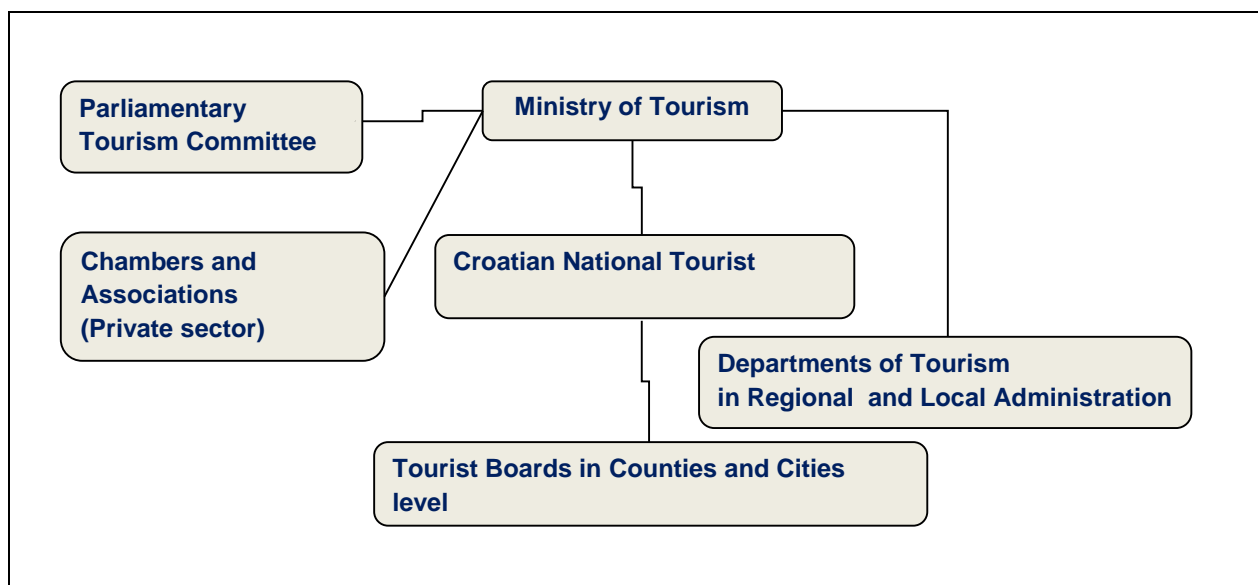 Parliamentary
Tourism Committee
Ministry of Tourism
Chambers and
Associations
(Private sector)
Croatian National Tourist
Departments of Tourism
in Regional  and Local Administration
Tourist Boards in Counties and Cities
level